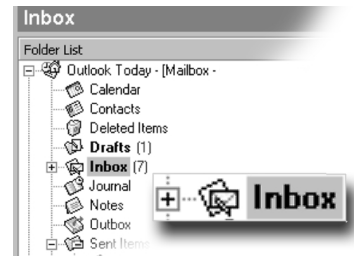 Inbox
Folder List
Outlook Today - [Mailbox -
Calendar
Contacts
Deleted Items
Drafts (1)
Inbox (7)
Journal
Notes
Outbox
Sent Items
Inbox